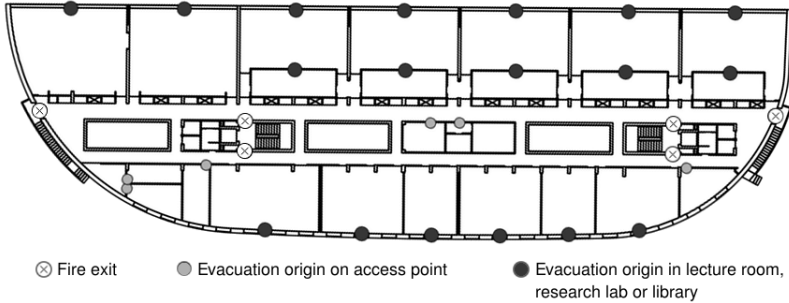 Fire exit
Evacuation origin on access point
Evacuation origin in lecture room,
research lab or library